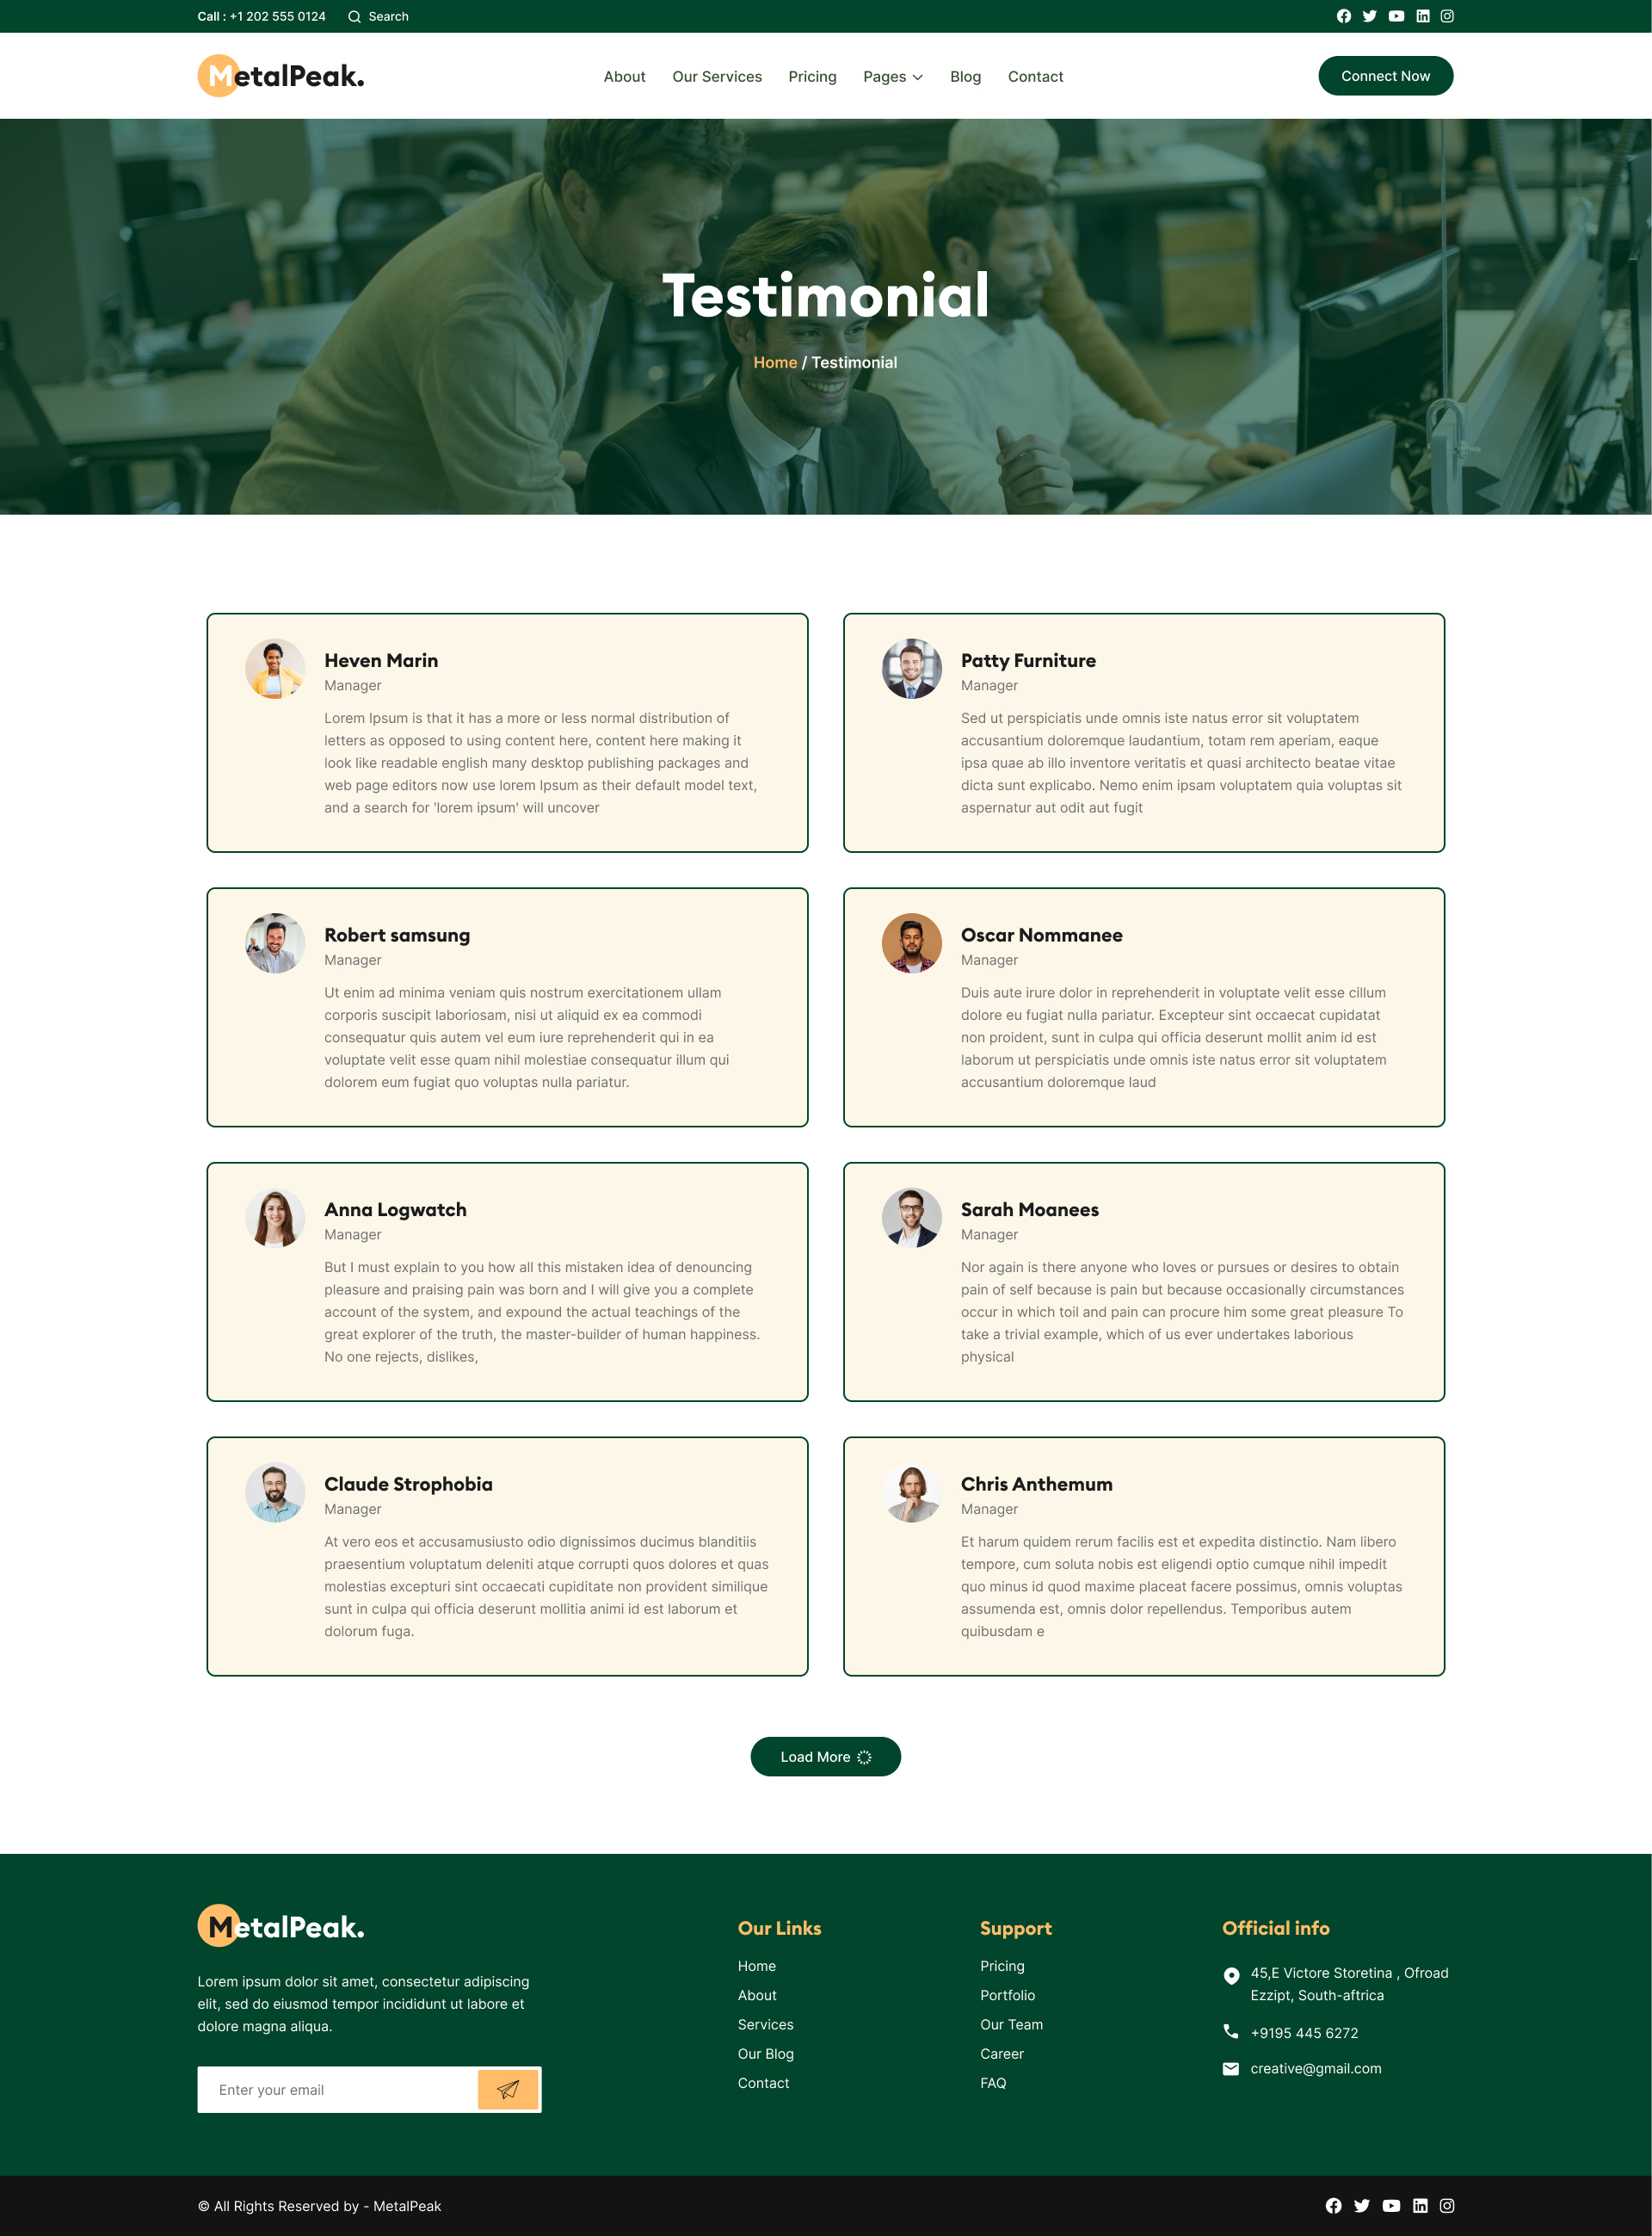 Call : +1 202 555 0124
Search
MetalPeak.
About
Our Services
Pricing
Pages
Blog
Contact
Connect Now
Testimonial
Home / Testimonial
Heven Marin
Manager
Lorem Ipsum is that it has a more or less normal distribution of
letters as opposed to using content here, content here making it
look like readable english many desktop publishing packages and
web page editors now use lorem Ipsum as their default model text,
and a search for 'lorem ipsum' will uncover
Patty Furniture
Manager
Sed ut perspiciatis unde omnis iste natus error sit voluptatem
accusantium doloremque laudantium, totam rem aperiam, eaque
ipsa quae ab illo inventore veritatis et quasi architecto beatae vitae
dicta sunt explicabo. Nemo enim ipsam voluptatem quia voluptas sit
aspernatur aut odit aut fugit
Robert samsung
Manager
Ut enim ad minima veniam quis nostrum exercitationem ullam
corporis suscipit laboriosam, nisi ut aliquid ex ea commodi
consequatur quis autem vel eum iure reprehenderit qui in ea
voluptate velit esse quam nihil molestiae consequatur illum qui
dolorem eum fugiat quo voluptas nulla pariatur.
Oscar Nommanee
Manager
Duis aute irure dolor in reprehenderit in voluptate velit esse cillum
dolore eu fugiat nulla pariatur. Excepteur sint occaecat cupidatat
non proident, sunt in culpa qui officia deserunt mollit anim id est
laborum ut perspiciatis unde omnis iste natus error sit voluptatem
accusantium doloremque laud
Anna Logwatch
Manager
But I must explain to you how all this mistaken idea of denouncing
pleasure and praising pain was born and I will give you a complete
account of the system, and expound the actual teachings of the
great explorer of the truth, the master-builder of human happiness.
No one rejects, dislikes,
Sarah Moanees
Manager
Nor again is there anyone who loves or pursues or desires to obtain
pain of self because is pain but because occasionally circumstances
occur in which toil and pain can procure him some great pleasure To
take a trivial example, which of us ever undertakes laborious
physical
Claude Strophobia
Manager
At vero eos et accusamusiusto odio dignissimos ducimus blanditiis
praesentium voluptatum deleniti atque corrupti quos dolores et quas
molestias excepturi sint occaecati cupiditate non provident similique
sunt in culpa qui officia deserunt mollitia animi id est laborum et
dolorum fuga.
Chris Anthemum
Manager
Et harum quidem rerum facilis est et expedita distinctio. Nam libero
tempore, cum soluta nobis est eligendi optio cumque nihil impedit
quo minus id quod maxime placeat facere possimus, omnis voluptas
assumenda est, omnis dolor repellendus. Temporibus autem
quibusdam e
Load More
MetalPeak.
Lorem ipsum dolor sit amet, consectetur adipiscing
elit, sed do eiusmod tempor incididunt ut labore et
dolore magna aliqua.
Enter your email
Our Links
Home
About
Services
Our Blog
Contact
Support
Pricing
Portfolio
Our Team
Career
FAQ
Official info
45,E Victore Storetina , Ofroad
Ezzipt, South-aftrica
+9195 445 6272
creative@gmail.com
© All Rights Reserved by - MetalPeak